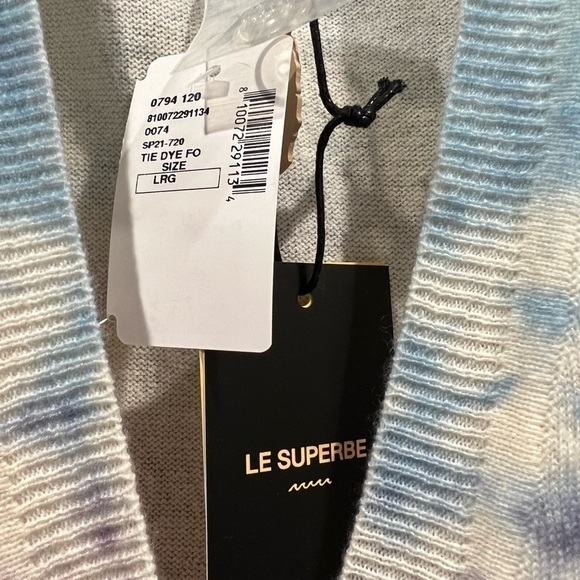 0794 120
810072291134
0074
SP21-720
TIE DYE FO
SIZE
LRG
810072291134
LE SUPERBE